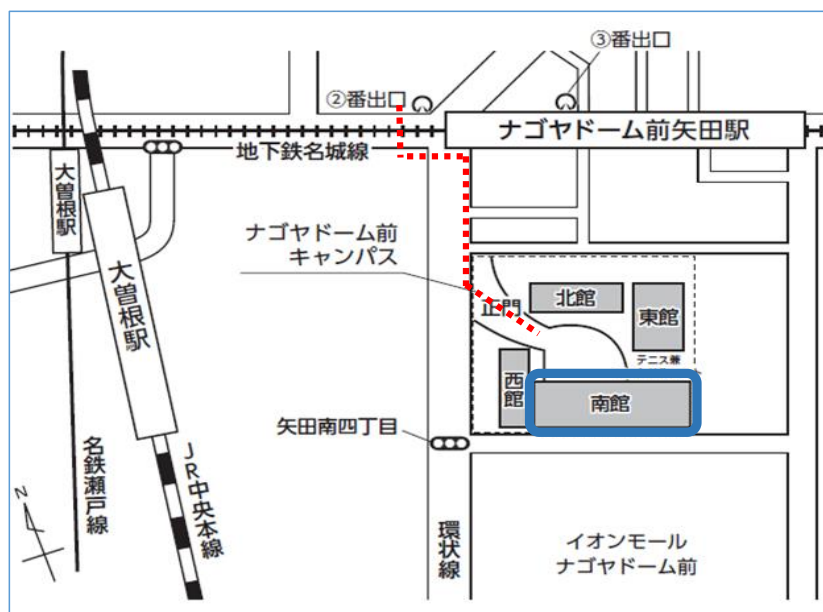 ③番出口
②番出口
ナゴヤドーム前矢田駅
地下鉄名城線
大曽根駅
大曽根駅
ナゴヤドーム前
キャンパス
正門
北館
東館
テニス兼
西館
南館
矢田南四丁目
N
名鉄瀬戸線
JR中央本線
環状線
イオンモール
ナゴヤドーム前